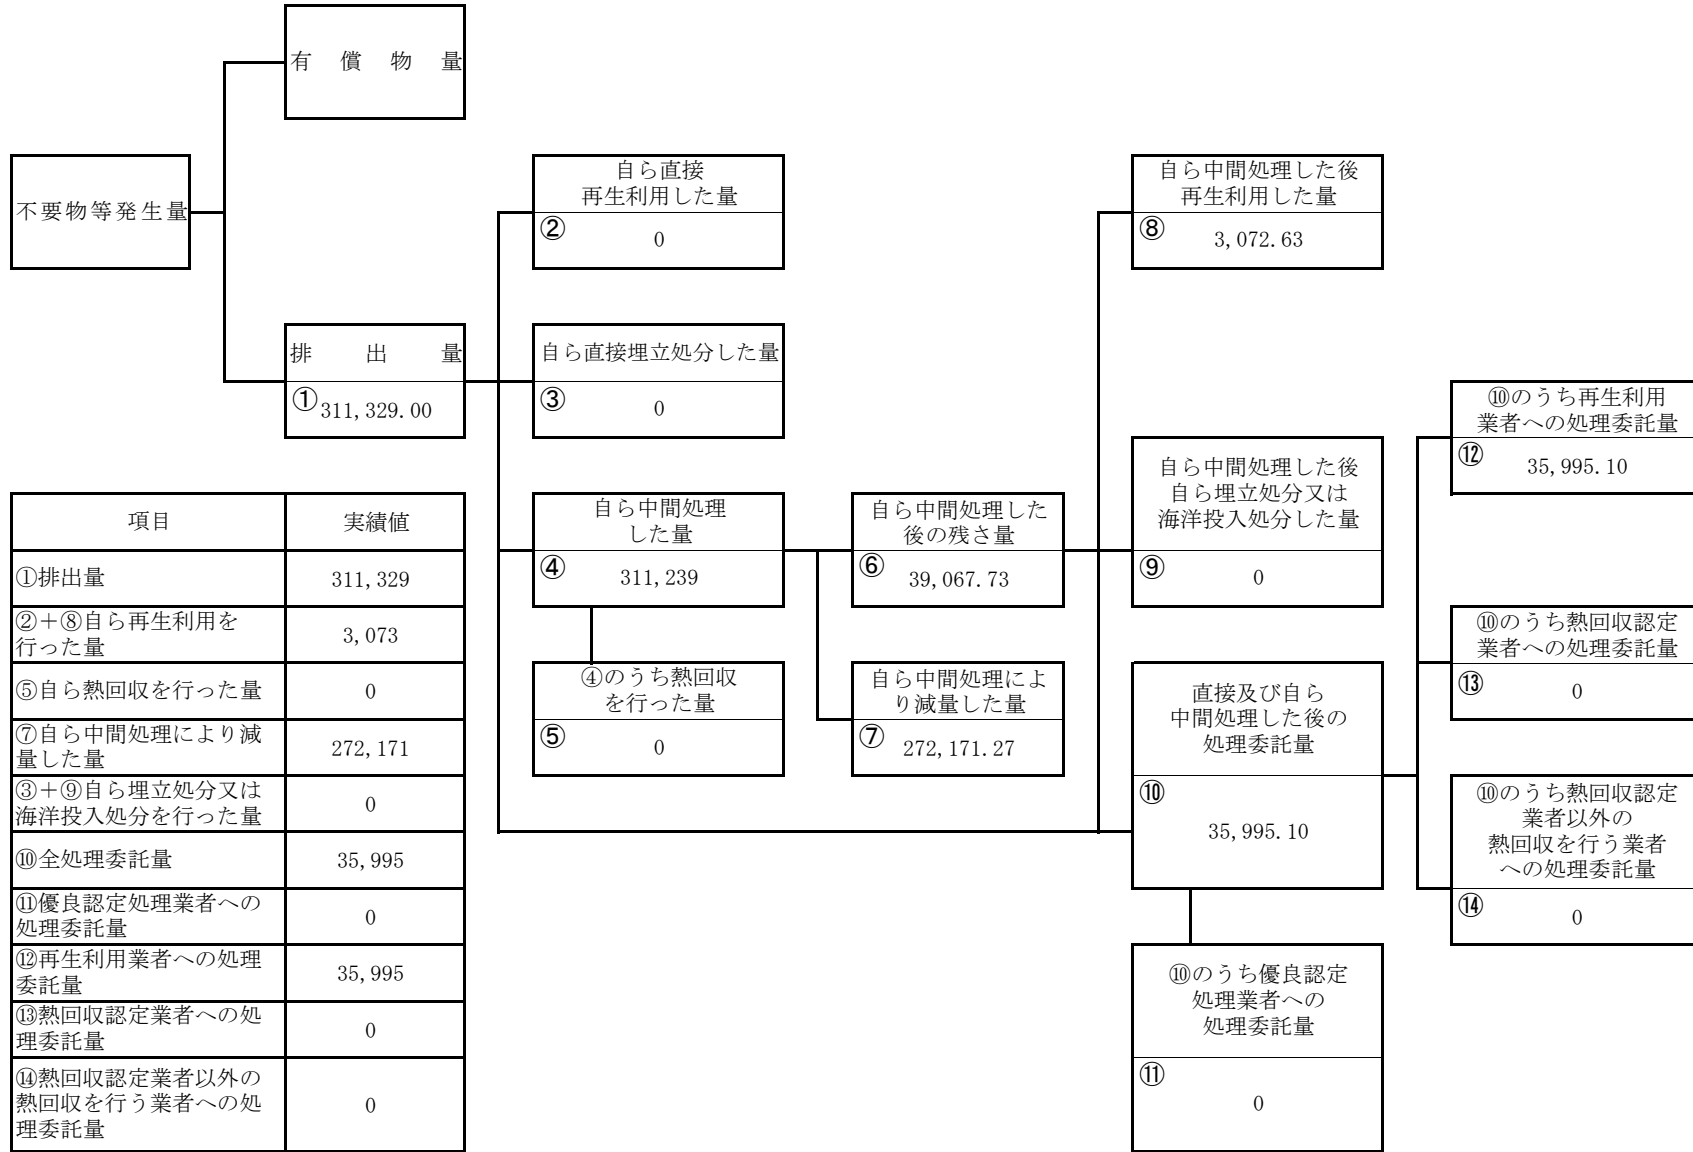 有償物量
不要物等発生量
排出量
①311,329.00
自ら直接
再生利用した量
②
0
自ら直接埋立処分した量
③
0
自ら中間処理
した量
④
311,239
④のうち熱回収
を行った量
⑤
0
自ら中間処理した
後の残さ量
⑥
39,067.73
自ら中間処理によ
り減量した量
⑦
272,171.27
自ら中間処理した後
再生利用した量
⑧
3,072.63
自ら中間処理した後
自ら埋立処分又は
海洋投入処分した量
⑨
0
直接及び自ら
中間処理した後の
処理委託量
⑩
35,995.10
⑩のうち優良認定
処理業者への
処理委託量
⑪
0
⑩のうち再生利用
業者への処理委託量
⑫
35,995.10
⑩のうち熱回収認定
業者への処理委託量
⑬
0
⑩のうち熱回収認定
業者以外の
熱回収を行う業者
への処理委託量
⑭
0
項目 実績値
①排出量 311,329
②＋⑧自ら再生利用を
行った量 3,073
⑤自ら熱回収を行った量 0
⑦自ら中間処理により減
量した量 272,171
③＋⑨自ら埋立処分又は
海洋投入処分を行った量 0
⑩全処理委託量 35,995
⑪優良認定処理業者への
処理委託量 0
⑫再生利用業者への処理
委託量 35,995
⑬熱回収認定業者への処
理委託量 0
⑭熱回収認定業者以外の
熱回収を行う業者への処
理委託量 0